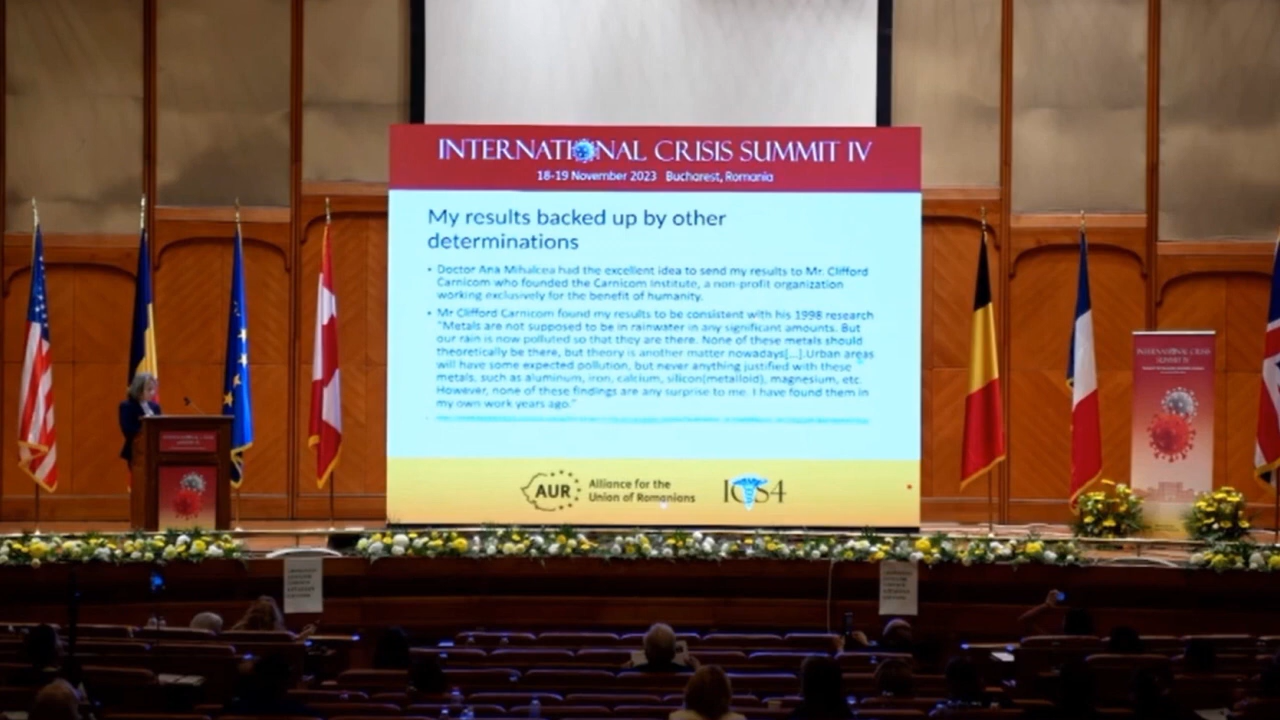 INTERNATIONAL CRISIS SUMMIT IV
18-19 November 2023 Bucharest, Romania
My results backed up by other
determinations
• Doctor Ana Mihalcea had the excellent idea to send my results to Mr. Clifford
Carnicom who founded the Carnicom Institute, a non-profit organization
working exclusively for the benefit of humanity.
• Mr Clifford Carnicom found my results to be consistent with his 1998 research
"Metals are not supposed to be in rainwater in any significant amounts. But
our rain is now polluted so that they are there. None of these metals should
theoretically be there, but theory is another matter nowadays[...].Urban areas
will have some expected pollution, but never anything justified with these
metals, such as aluminum, iron, calcium, silicon(metalloid), magnesium, etc.
However, none of these findings are any surprise to me. I have found them in
my own work years ago."
AUR
Alliance for the
Union of Romanians
ICS4
INTERNATIONAL CRISIS
SUMMIT IV